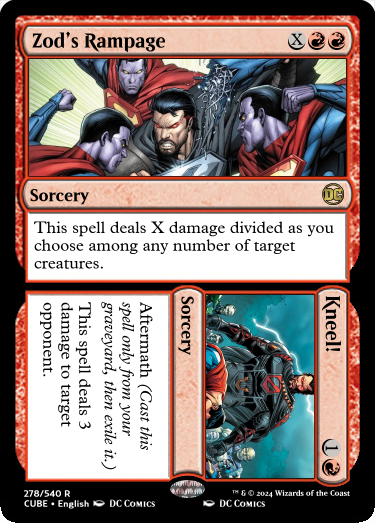 Zod's Rampage X
Sorcery DC
This spell deals X damage divided as you
choose among any number of target
creatures.
Kneel! 1
Sorcery
Aftermath (Cast this
spell only from your
graveyard, then exile it.)
This spell deals 3
damage to target
opponent.
278/540 R
CUBE • English DC COMICS DC COMICS
™ & © 2024 Wizards of the Coast